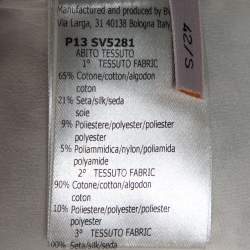 Manufactured and produced by B
Via Larga, 31 40138 Bologna Ital
P13 SV5281
ABITO TESSUTO
1° TESSUTO FABRIC
65% Cotone/cotton/algodon
coton
21% Seta/silk/seda
soie
9% Poliestere/polyester/poliester
polyester
5% Poliammidica/nylon/poliamida
polyamide
2° TESSUTO FABRIC
90% Cotone/cotton/algodon
coton
10% Poliestere/polyester/poliester
polyester
3° TESSUTO FABRIC
100% Seta/silk/seda
42/S